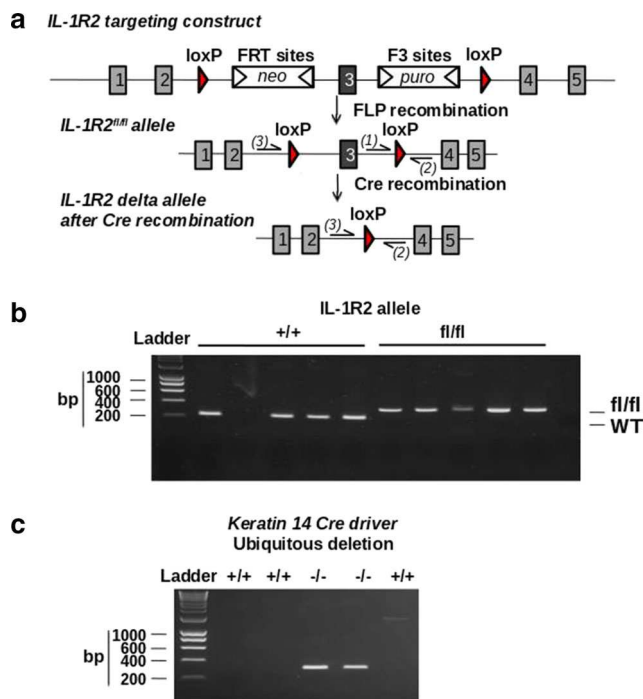 a IL-1R2 targeting construct
loxP FRT sites F3 sites loxP
1 2 neo 3 puro 4 5
FLP recombination
IL-1R2fl/fl allele
(3) loxP (1) loxP
1 2 3 (2) 4 5
Cre recombination
IL-1R2 delta allele
after Cre recombination
loxP
(3)
1 2 (2) 4 5
b IL-1R2 allele
Ladder +/+ fl/fl
bp
1000
600
400
200
fl/fl
WT
c Keratin 14 Cre driver
Ubiquitous deletion
Ladder +/+ +/+ -/- -/- +/+
bp
1000
600
400
200